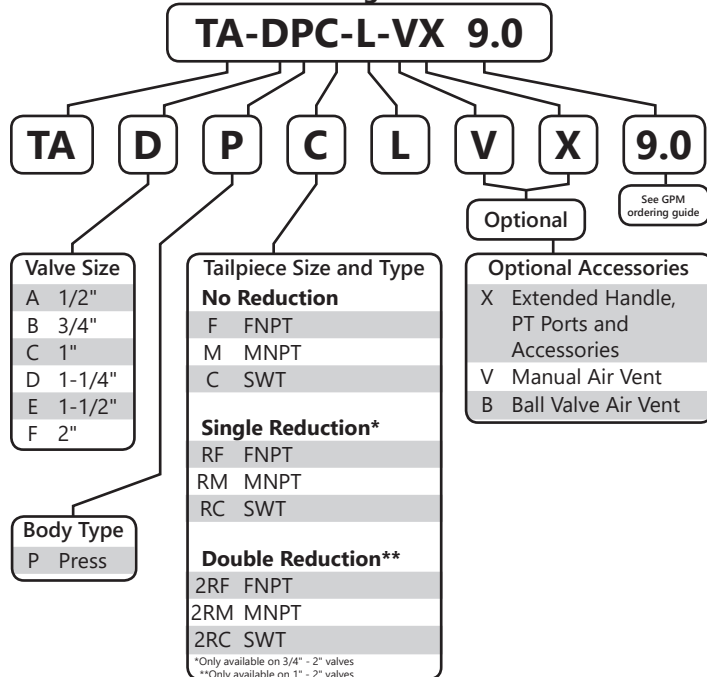 TA-DPC-L-VX 9.0
TA D P C L V X 9.0
See GPM
ordering guide
Optional
Valve Size
A 1/2"
B 3/4"
C 1"
D 1-1/4"
E 1-1/2"
F 2"
Body Type
P Press
Tailpiece Size and Type
No Reduction
F FNPT
M MNPT
C SWT
Single Reduction*
RF FNPT
RM MNPT
RC SWT
Double Reduction**
2RF FNPT
2RM MNPT
2RC SWT
*Only available on 3/4" - 2" valves
**Only available on 1" - 2" valves
Optional Accessories
X Extended Handle,
PT Ports and
Accessories
V Manual Air Vent
B Ball Valve Air Vent